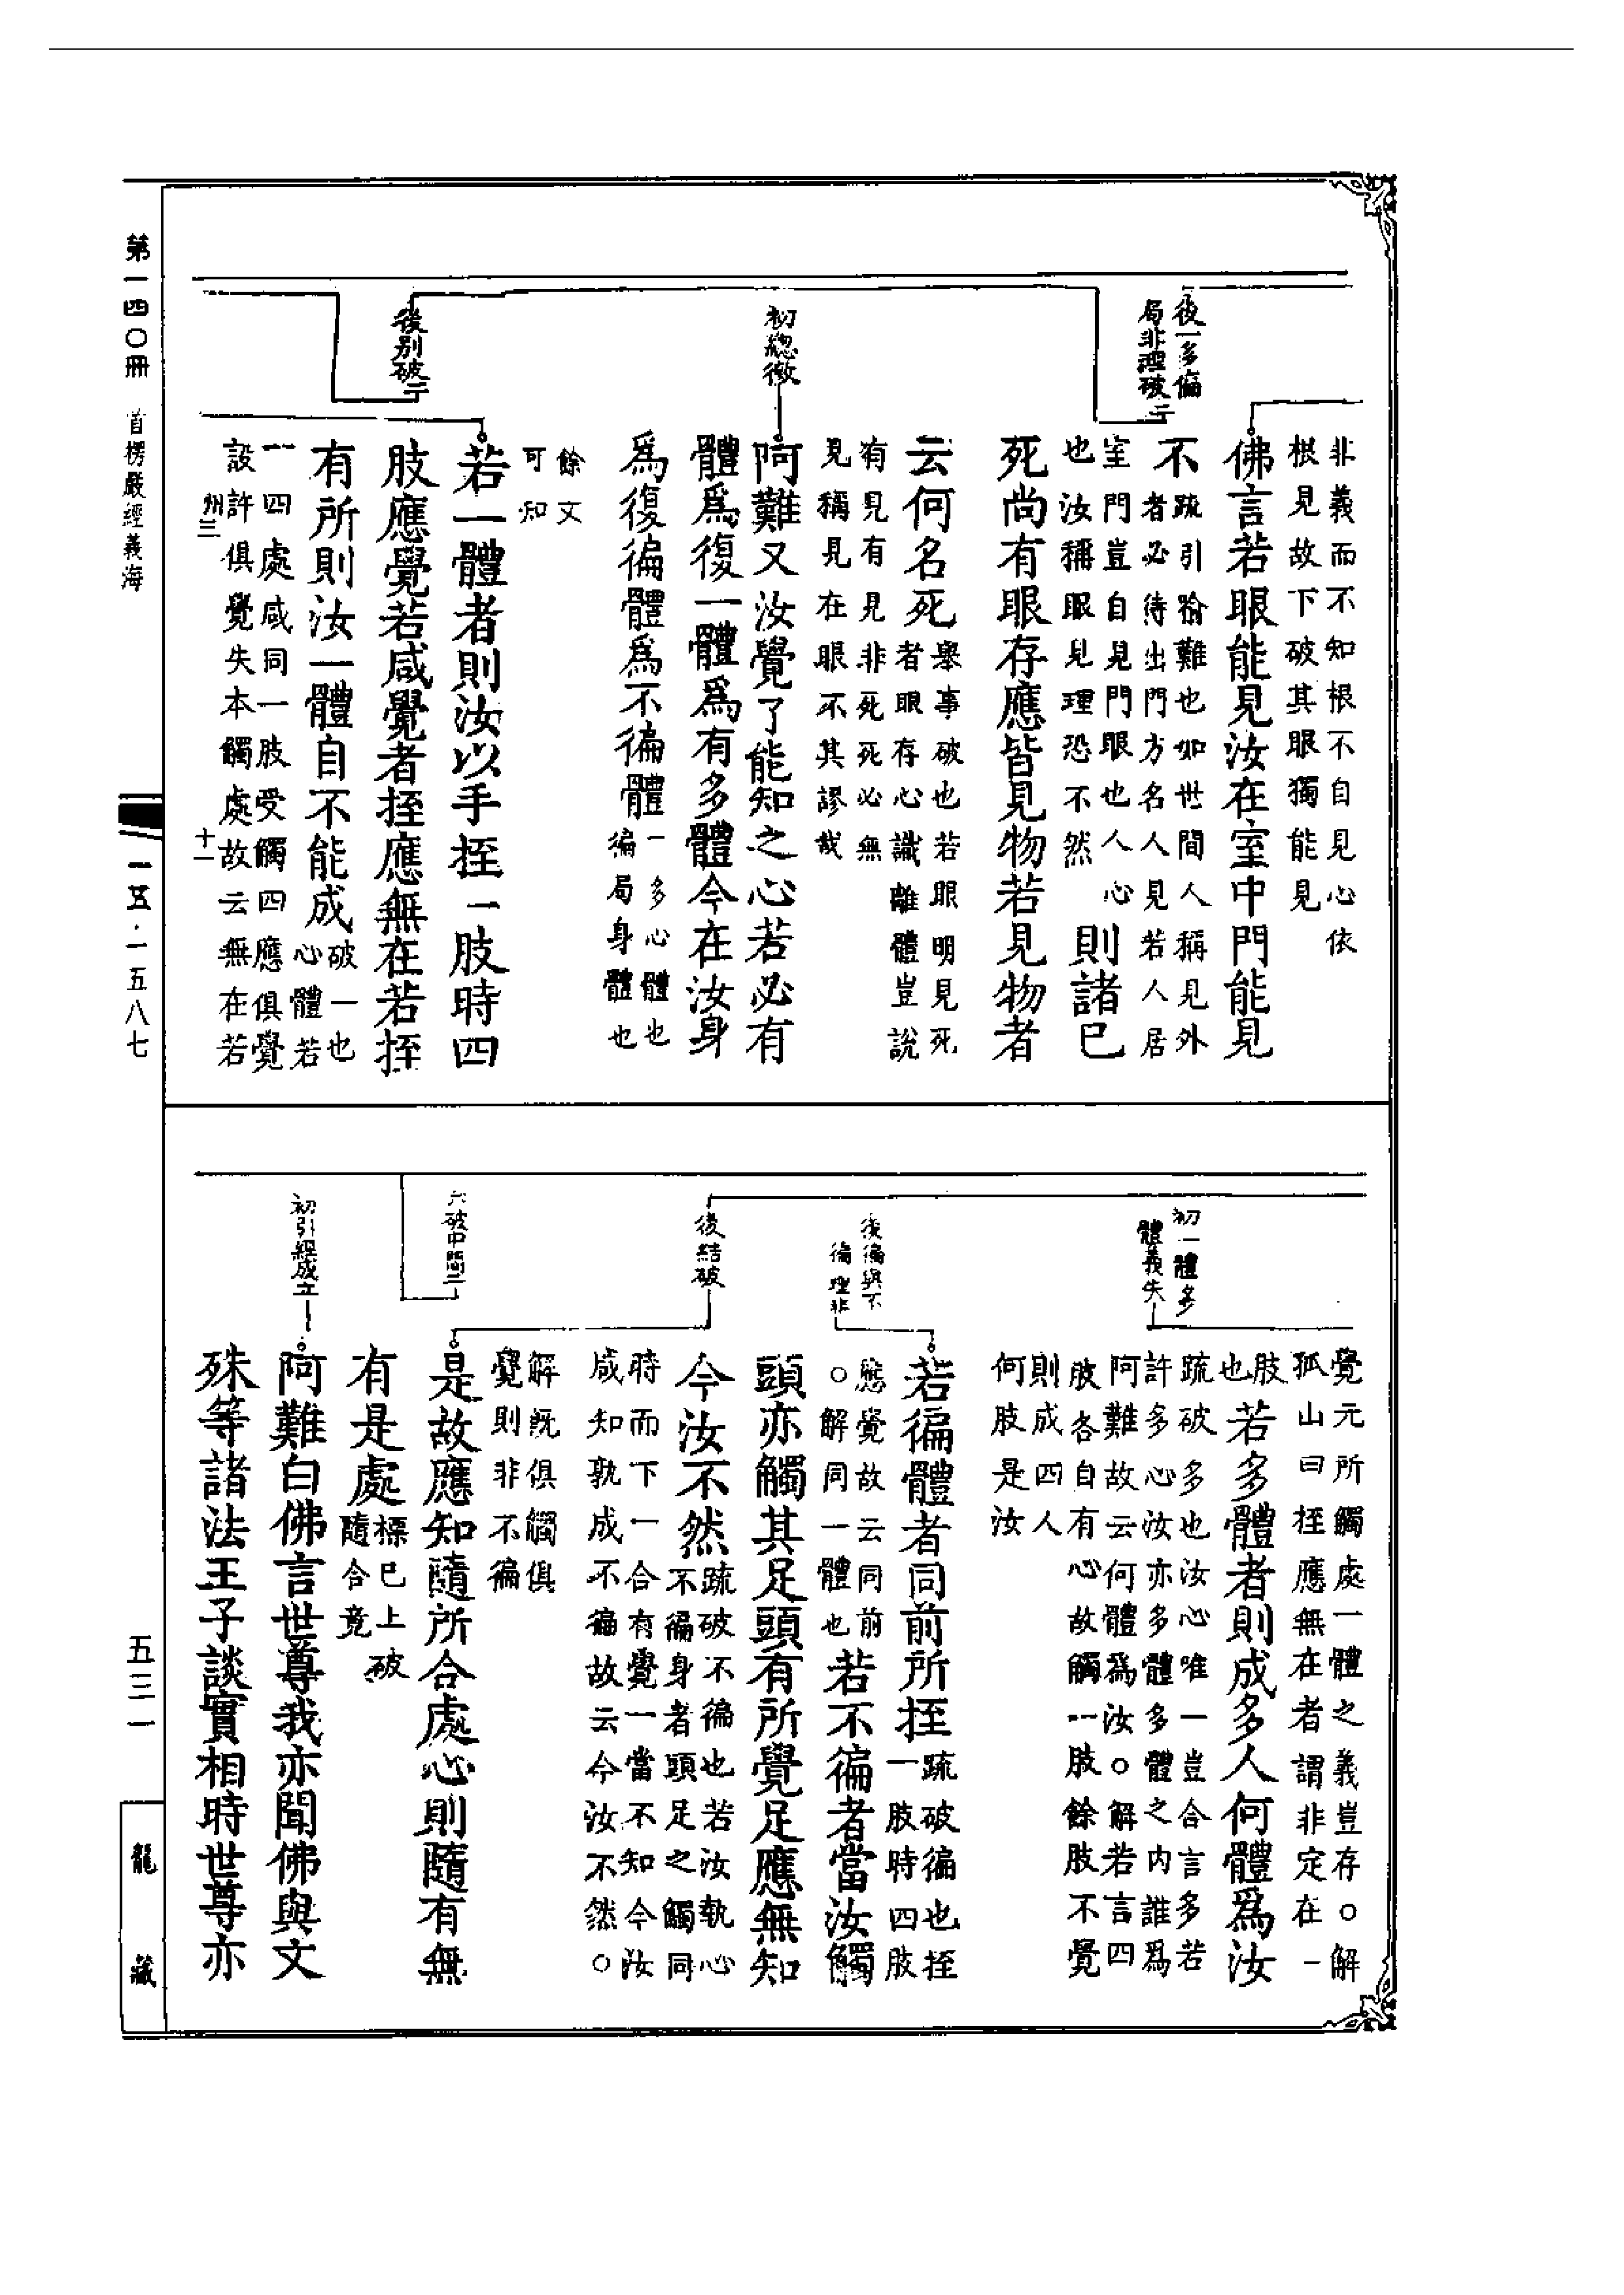 非義而不知根不自見心依
根見故下破其眼獨能見
佛言若眼能見汝在室中門能見
不
疏引喻難也如世間人稱見外
者必待出門方名人見若人居
室門豈自見門眼也人心
也汝稱眼見理恐不然
則諸已
死尚有眼存應皆見物若見物者
云何名死
舉事破也若眼明見死
者眼存心識離體豈說
有見有見非死死必無
見稱見在眼不其謬哉
後一多徧
局非理破二
初總徵
阿難又汝覺了能知之心若必有
體爲復一體爲有多體今在汝身
爲復徧體爲不徧體
一多心體也
徧局身體也
餘文
可知
後別破二
若一體者則汝以手挃一肢時四
肢應覺若咸覺者挃應無在若挃
有所則汝一體自不能成
破一也
心體若
一四處咸同一肢受觸四應俱覺
設許俱覺失本觸處故云無在若
州三
十一
初一體多
體義失
覺元所觸處一體之義豈存○解
孤山曰挃應無在者謂非定在一
肢
也
若多體者則成多人何體爲汝
疏破多也汝心唯一豈合言多若
許多心汝亦多體多體之內誰爲
阿難故云何體爲汝○解若言四
肢各自有心故觸一肢餘肢不覺
則成四人
何肢是汝
後徧與不
徧理非
若徧體者同前所挃
疏破徧也挃
一肢時四肢
應覺故云同前
○解同一體也
若不徧者當汝觸
頭亦觸其足頭有所覺足應無知
今汝不然
疏破不徧也若汝執心
不徧身者頭足之觸同
時而下一合有覺一當不知今汝
咸知孰成不徧故云今汝不然○
解旣俱觸俱
覺則非不徧
後結破
是故應知隨所合處心則隨有無
有是處
標已上破
隨合竟
六破中間二
初引經成立
阿難白佛言世尊我亦聞佛與文
殊等諸法王子談實相時世尊亦
第一四〇冊
首楞嚴經義海
一五·一五八七
五三一
龍藏